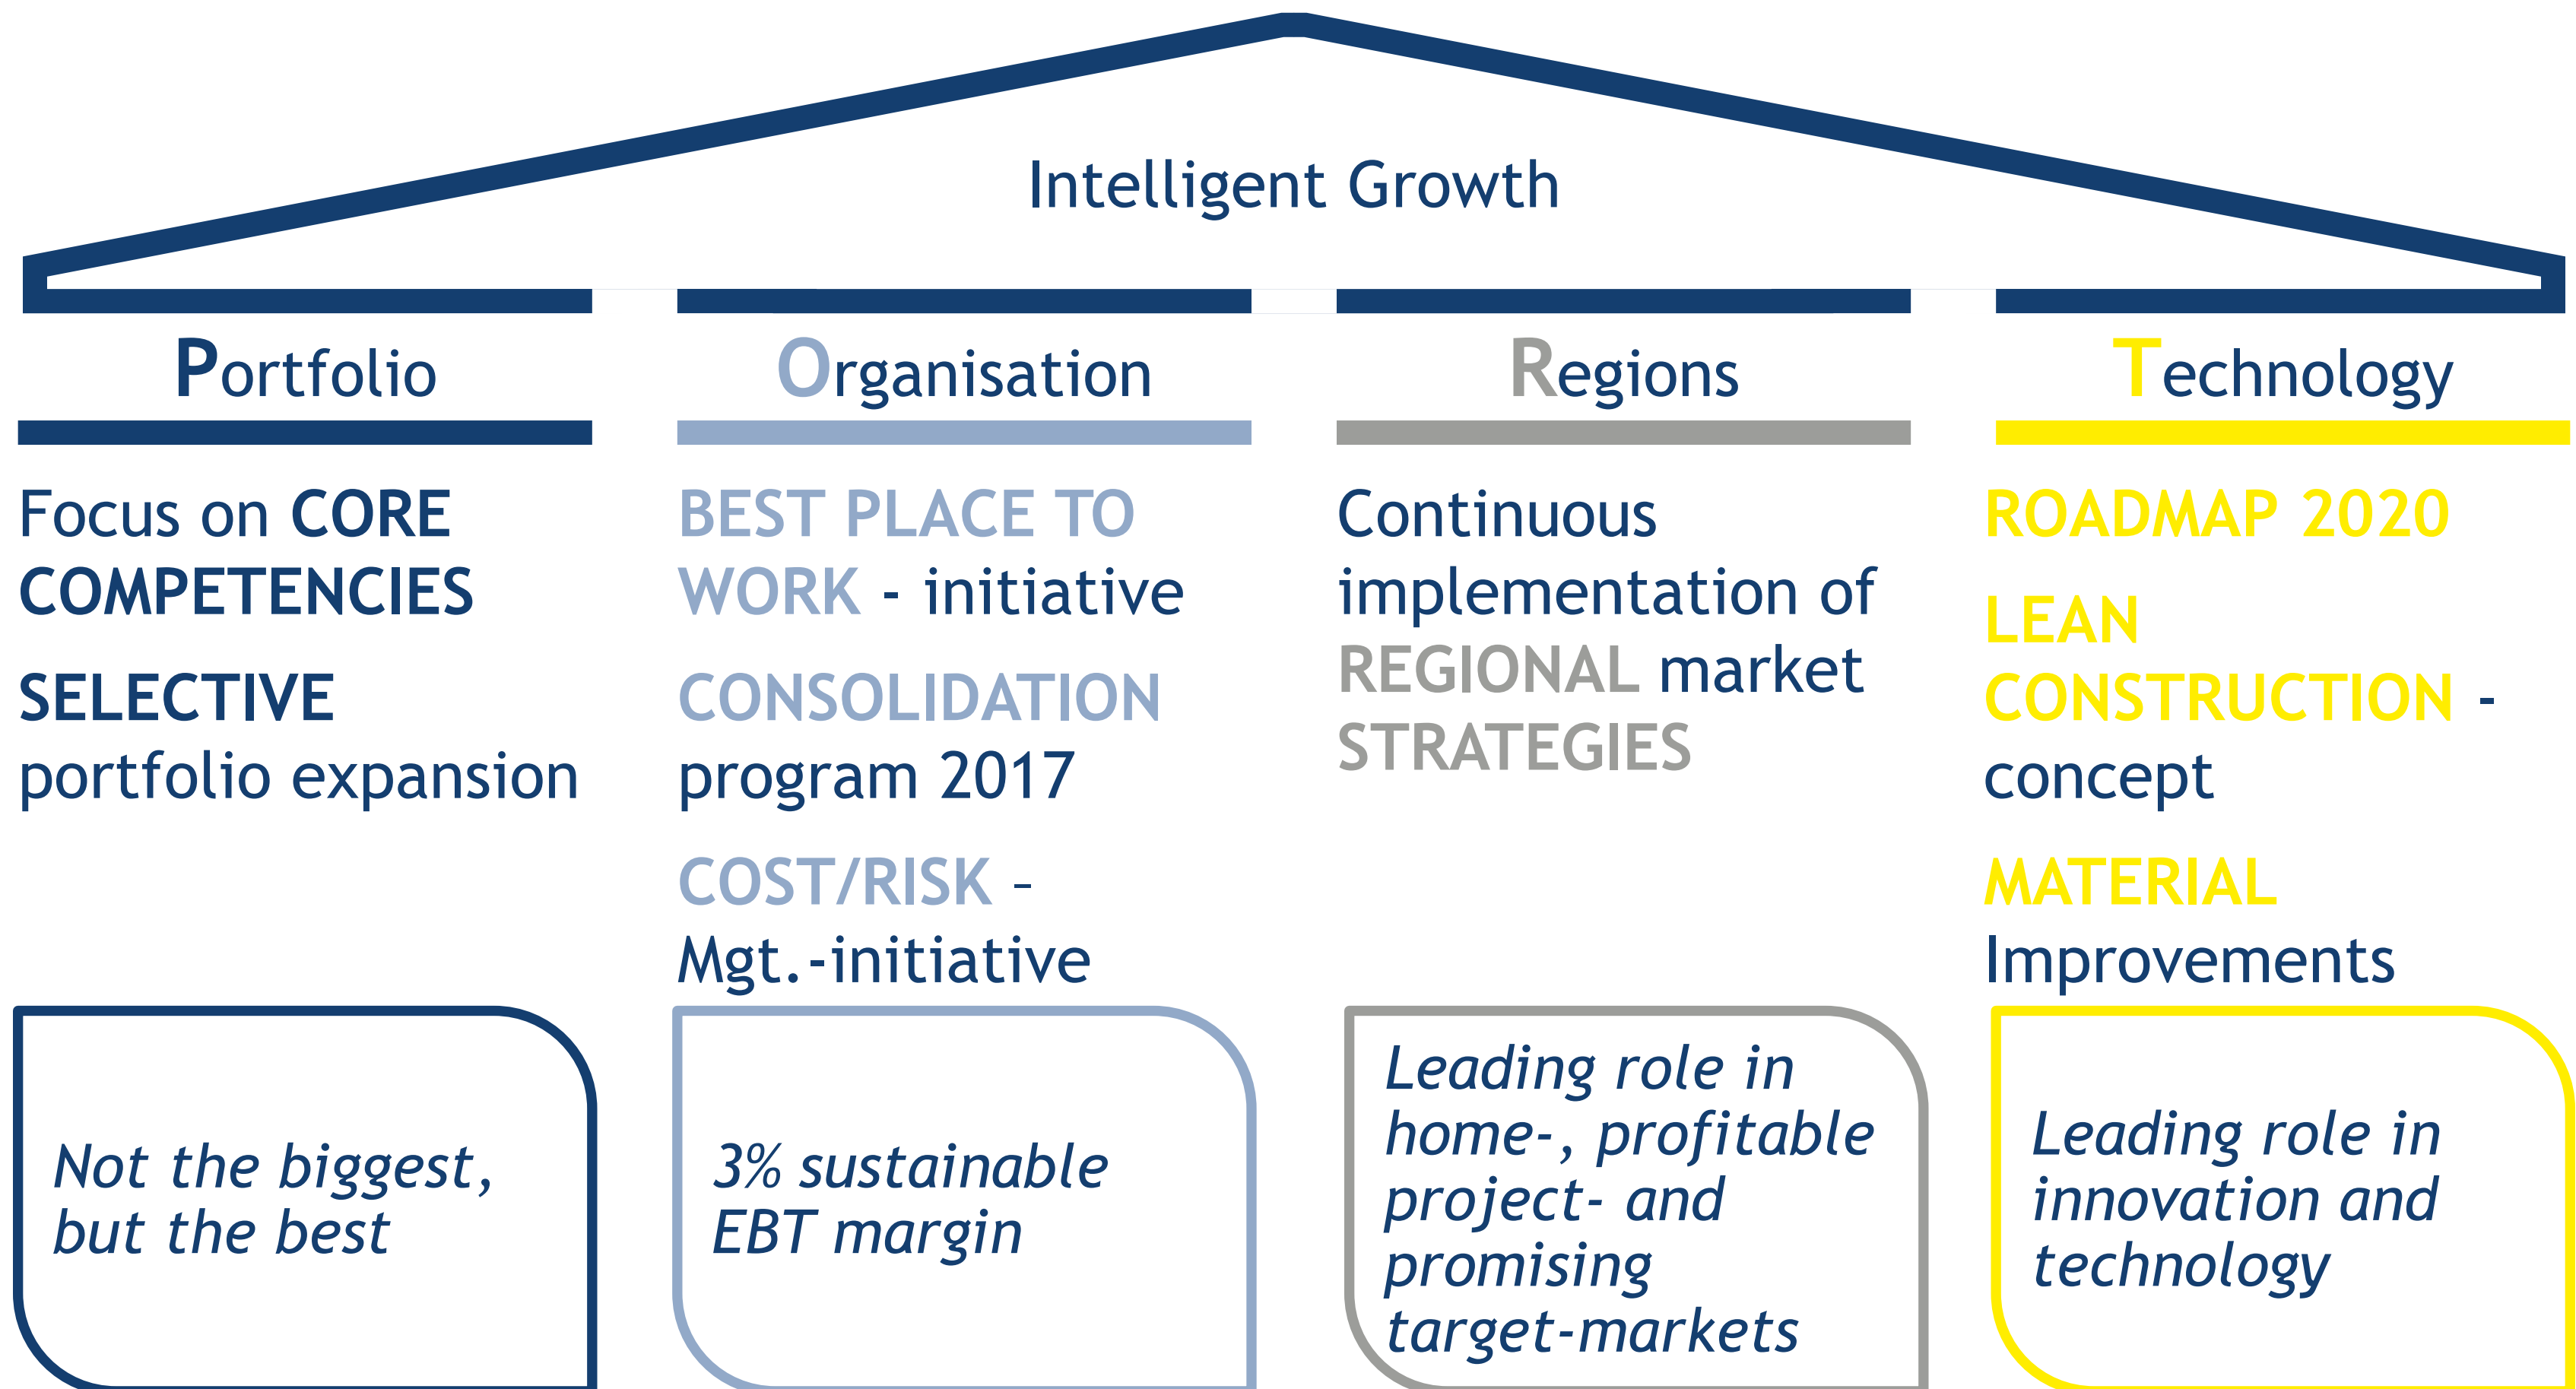 Intelligent Growth
Portfolio
Focus on CORE
COMPETENCIES
SELECTIVE
portfolio expansion
Not the biggest,
but the best
Organisation
BEST PLACE TO
WORK - initiative
CONSOLIDATION
program 2017
COST/RISK –
Mgt.-initiative
3% sustainable
EBT margin
Regions
Continuous
implementation of
REGIONAL market
STRATEGIES
Leading role in
home-, profitable
project- and
promising
target-markets
Technology
ROADMAP 2020
LEAN
CONSTRUCTION -
concept
MATERIAL
Improvements
Leading role in
innovation and
technology